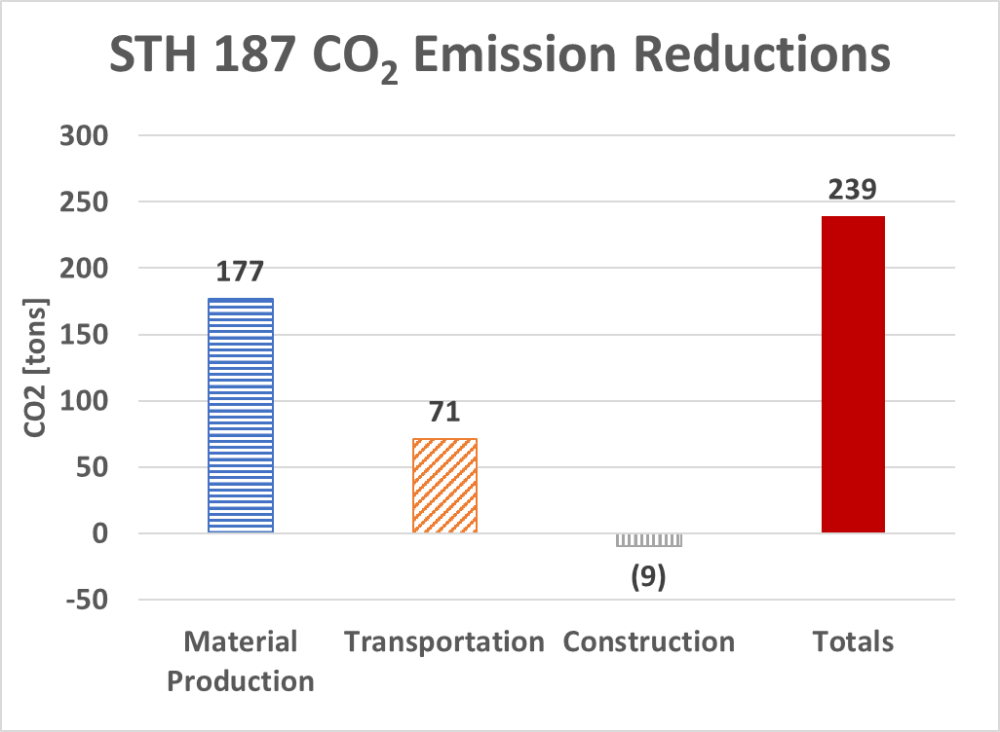 STH 187 CO₂ Emission Reductions
300
250
200
150
100
50
0
-50
CO2 [tons]
177
71
(9)
239
Material
Production
Transportation
Construction
Totals